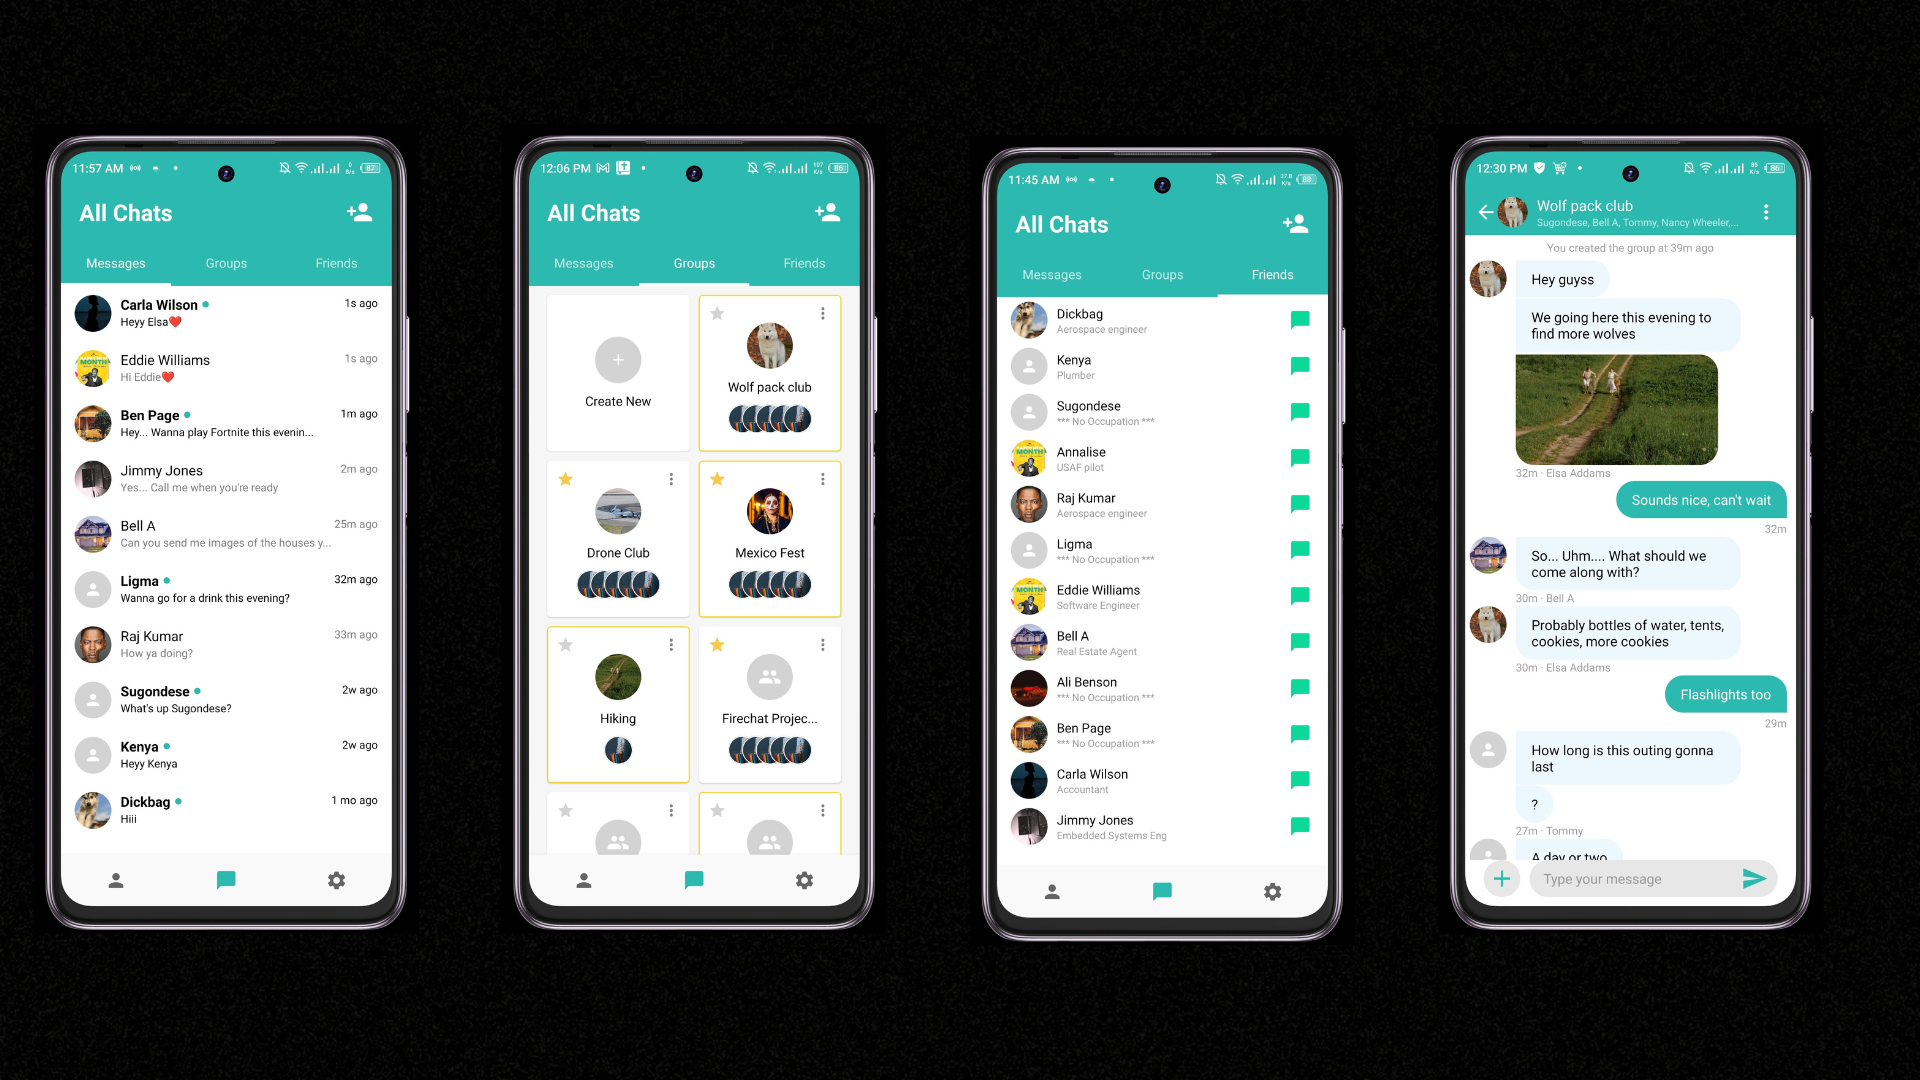 11:57 AM
87
All Chats
Messages Groups Friends
Carla Wilson 1s ago
Heyy Elsa❤️
Eddie Williams 1s ago
Hi Eddie❤️
Ben Page 1m ago
Hey... Wanna play Fortnite this evenin...
Jimmy Jones 2m ago
Yes... Call me when you're ready
Bell A 25m ago
Can you send me images of the houses y...
Ligma 32m ago
Wanna go for a drink this evening?
Raj Kumar 33m ago
How ya doing?
Sugondese 2w ago
What's up Sugondese?
Kenya 2w ago
Heyy Kenya
Dickbag 1 mo ago
Hiii
12:06 PM
107 K/s 86
All Chats
Messages Groups Friends
Create New
Wolf pack club
Drone Club
Mexico Fest
Hiking
Firechat Projec...
11:45 AM
27.8 K/s 88
All Chats
Messages Groups Friends
Dickbag
Aerospace engineer
Kenya
Plumber
Sugondese
*** No Occupation ***
MONTH
Annalise
USAF pilot
Raj Kumar
Aerospace engineer
Ligma
*** No Occupation ***
Eddie Williams
Software Engineer
Bell A
Real Estate Agent
Ali Benson
*** No Occupation ***
Ben Page
*** No Occupation ***
Carla Wilson
Accountant
Jimmy Jones
Embedded Systems Eng
12:30 PM
85 K/s 86
Wolf pack club
Sugondese, Bell A, Tommy, Nancy Wheeler,...
You created the group at 39m ago
Hey guyss
We going here this evening to
find more wolves
32m · Elsa Addams
Sounds nice, can't wait
32m
So... Uhm.... What should we
come along with?
30m · Bell A
Probably bottles of water, tents,
cookies, more cookies
30m · Elsa Addams
Flashlights too
29m
How long is this outing gonna
last
?
27m · Tommy
A day or two
Type your message